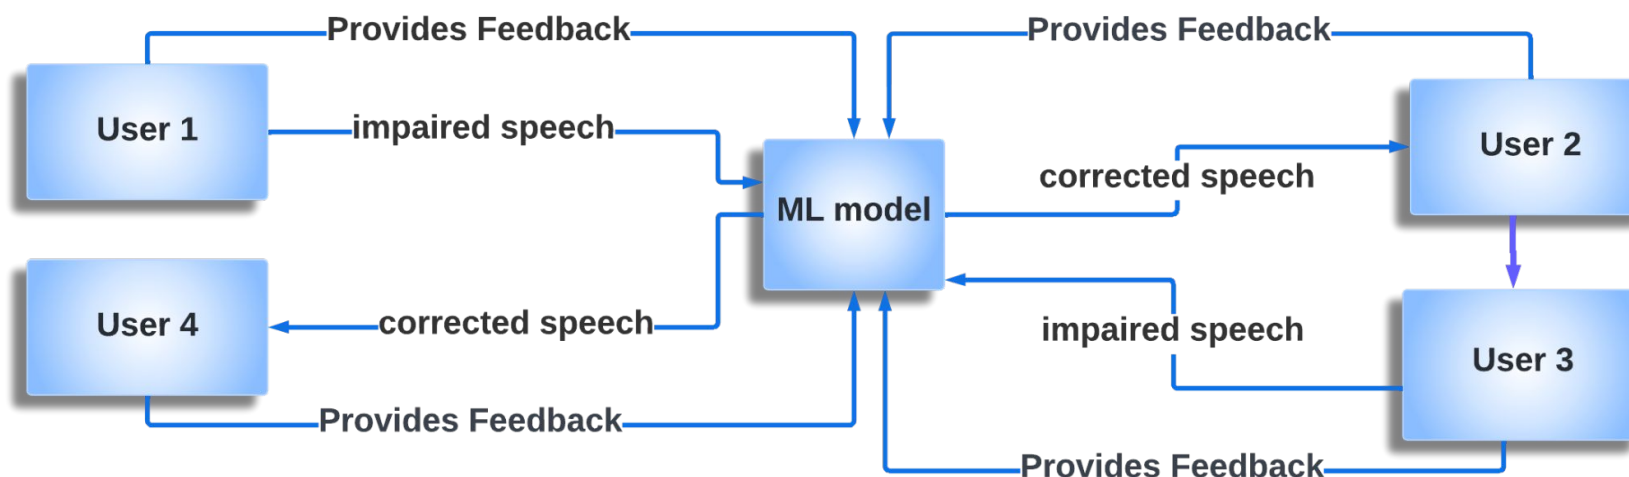 Provides Feedback
Provides Feedback
User 1
impaired speech
User 2
corrected speech
ML model
User 4
corrected speech
impaired speech
User 3
Provides Feedback
Provides Feedback